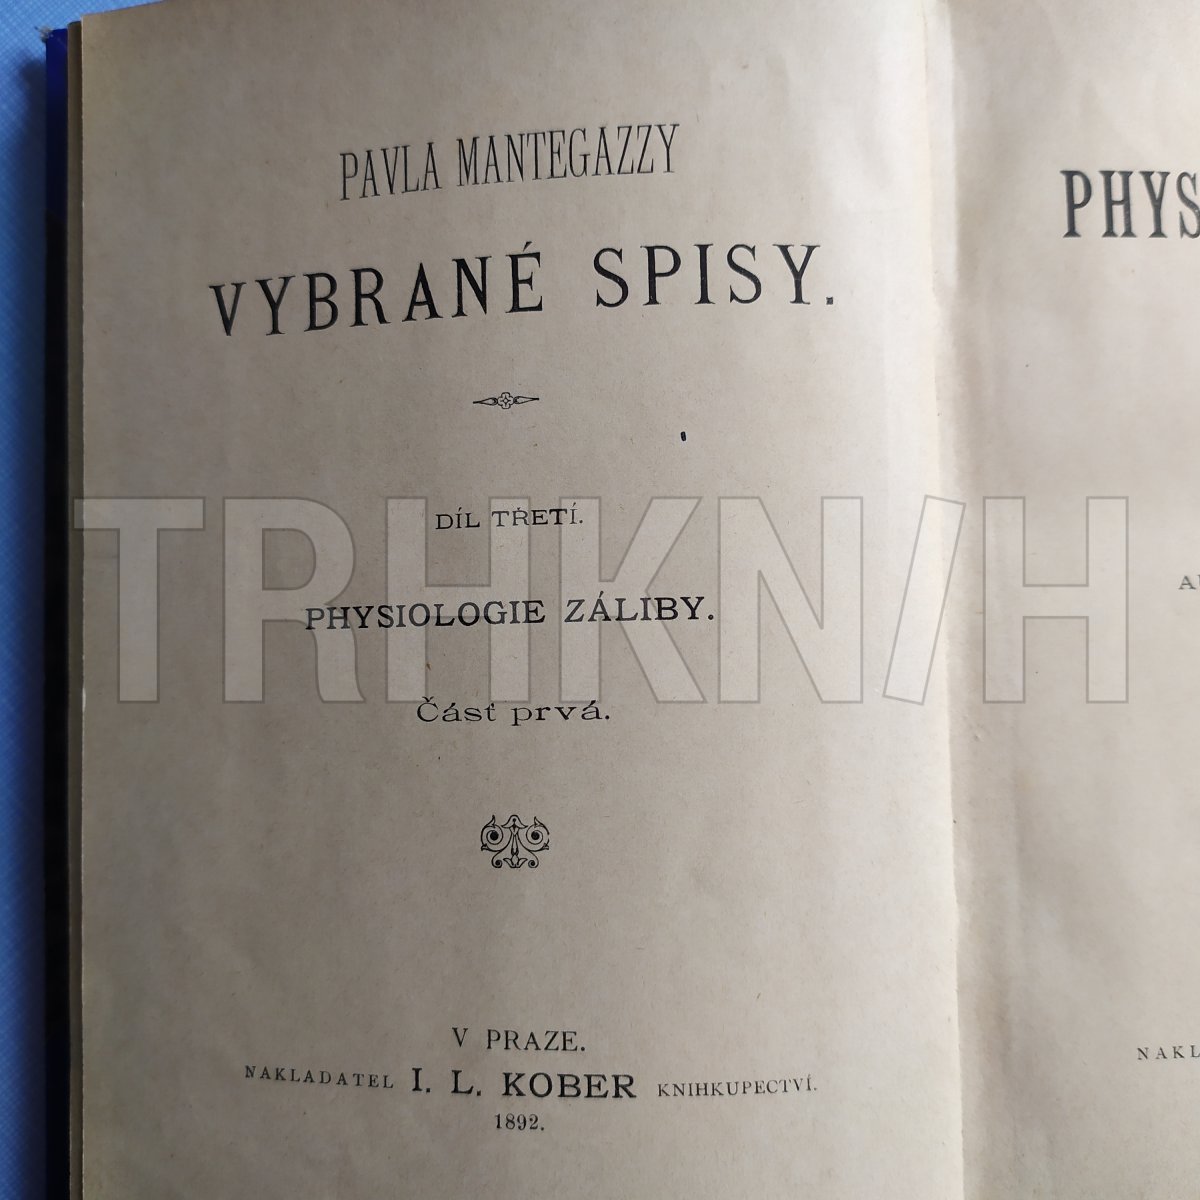 PAVLA MANTEGAZZY
VYBRANÉ SPISY.
DÍL TŘETÍ.
PHYSIOLOGIE ZÁLIBY.
Část prvá.
V PRAZE.
NAKLADATEL I. L. KOBER KNIHKUPECTVÍ.
1892.
PHYS
NAKL
TRHKNIH